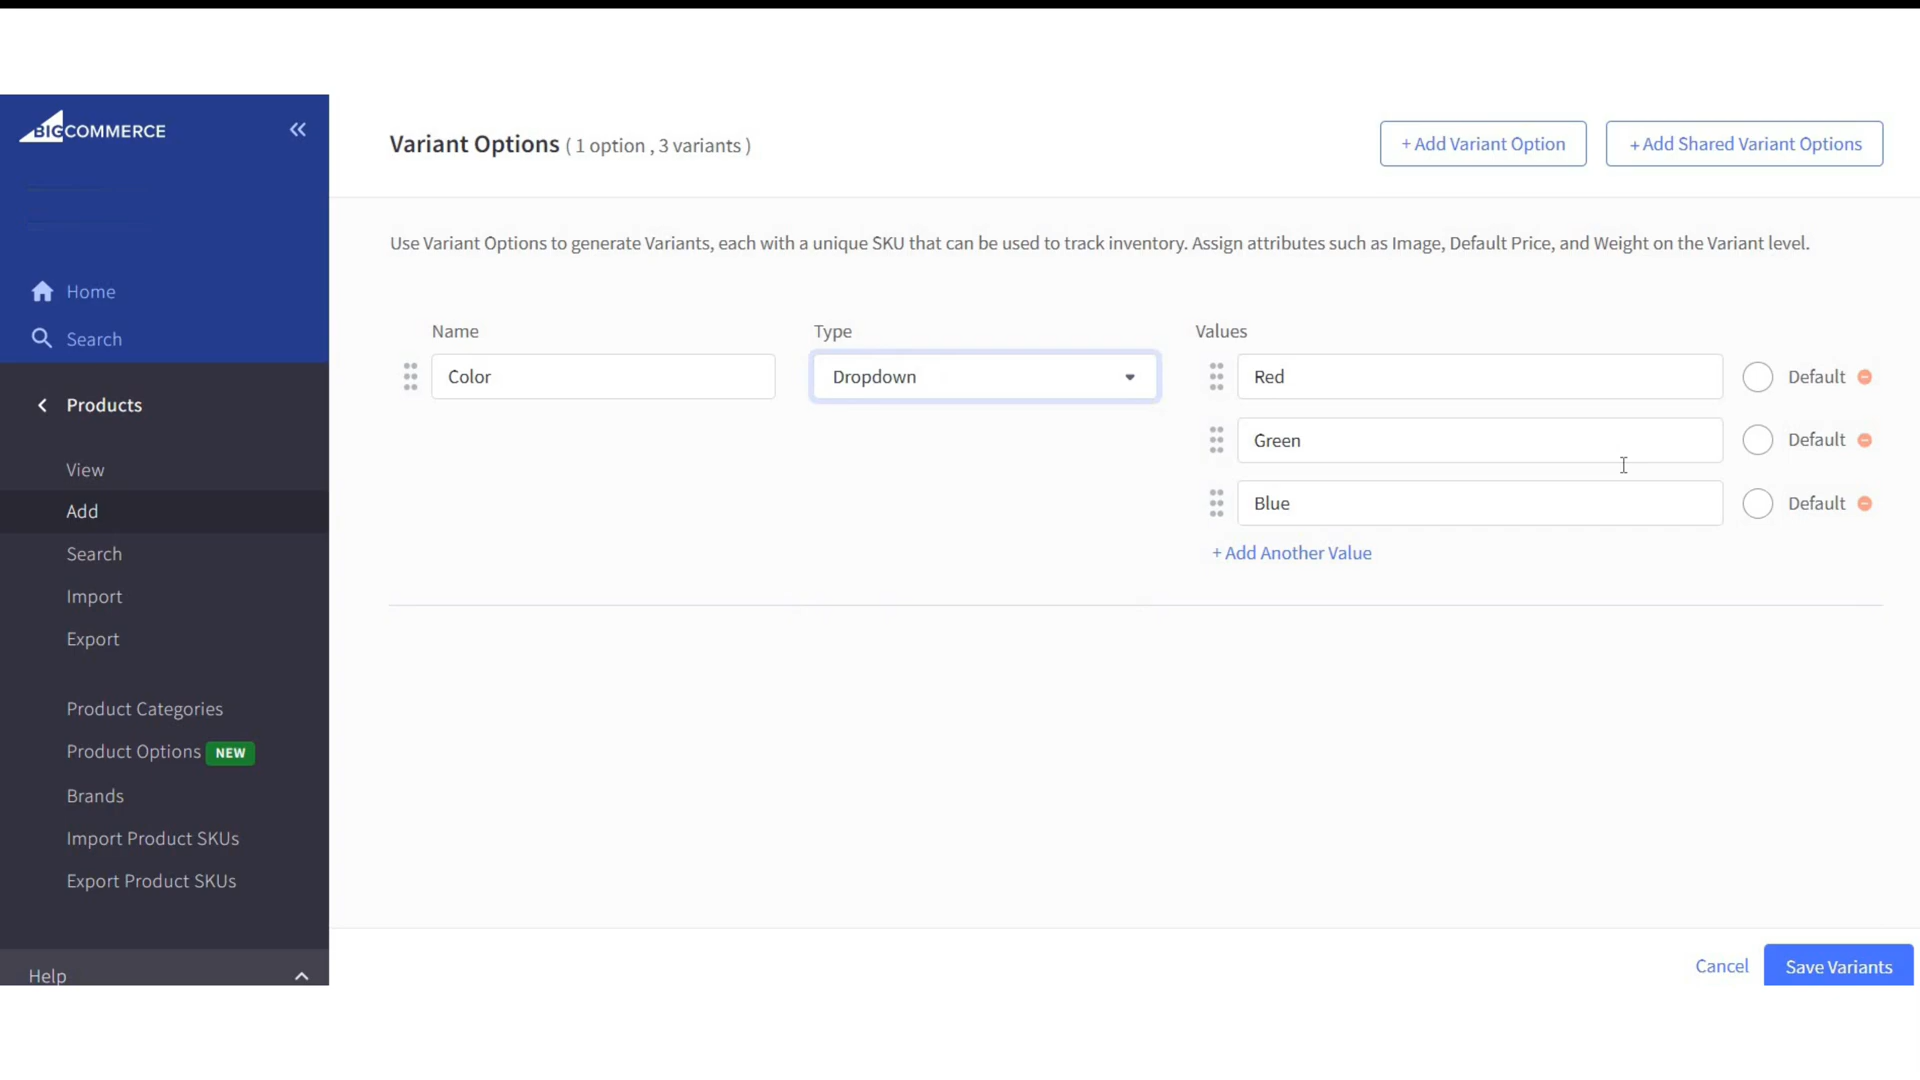 BIGCOMMERCE
Home
Search
Products
View
Add
Search
Import
Export
Product Categories
Product Options NEW
Brands
Import Product SKUs
Export Product SKUs
Help
Variant Options ( 1 option , 3 variants )
+ Add Variant Option
+ Add Shared Variant Options
Use Variant Options to generate Variants, each with a unique SKU that can be used to track inventory. Assign attributes such as Image, Default Price, and Weight on the Variant level.
Name Type Values
Color Dropdown Red Default
Green Default
Blue Default
+ Add Another Value
Cancel Save Variants